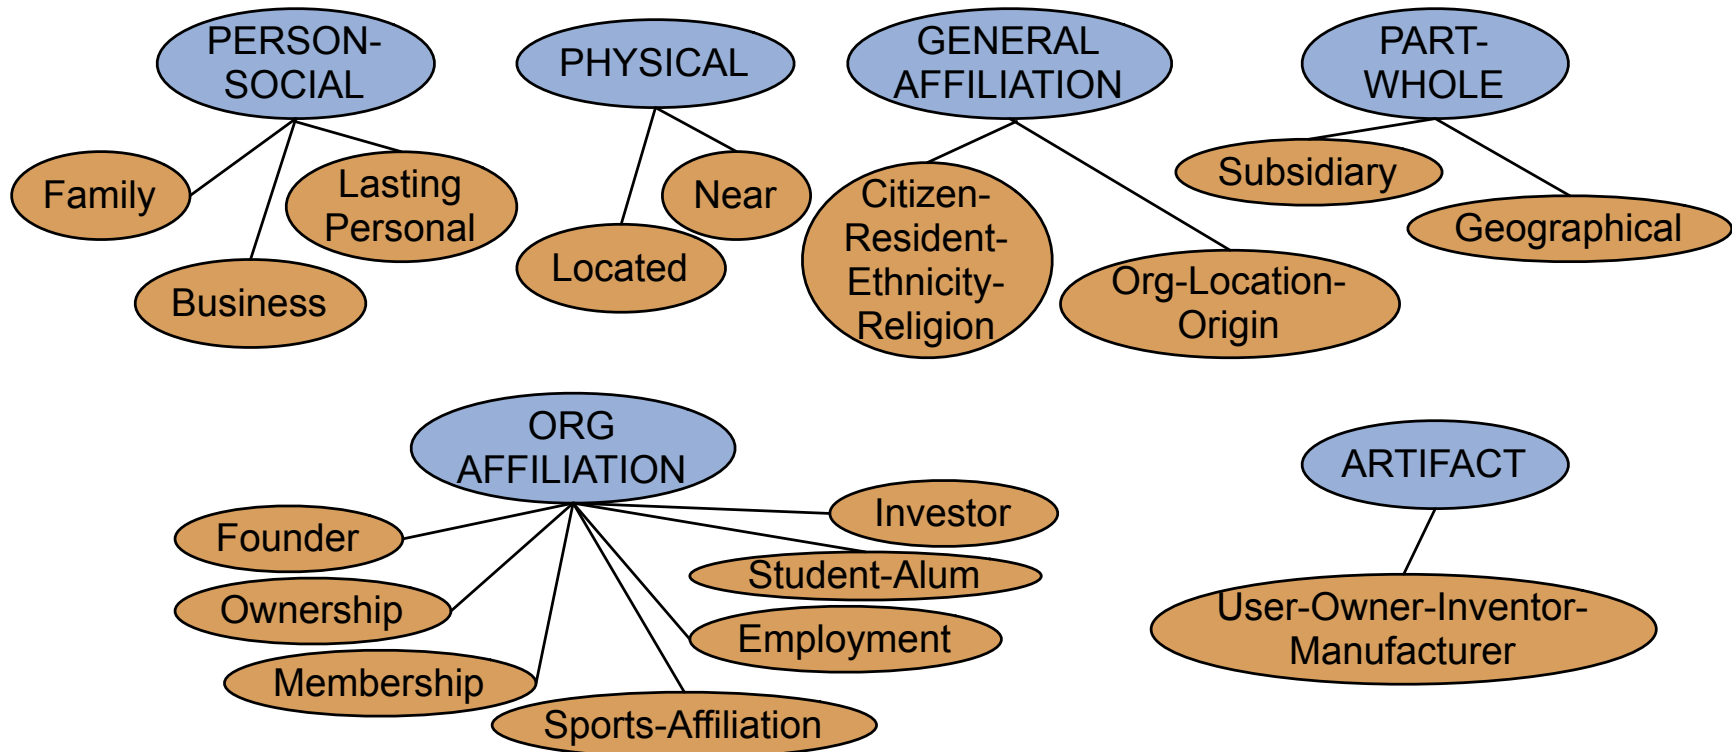 PERSON-
SOCIAL
PHYSICAL
GENERAL
AFFILIATION
PART-
WHOLE
Family
Lasting
Personal
Business
Near
Located
Citizen-
Resident-
Ethnicity-
Religion
Org-Location-
Origin
Subsidiary
Geographical
ORG
AFFILIATION
ARTIFACT
Founder
Investor
Student-Alum
Ownership
Employment
Membership
Sports-Affiliation
User-Owner-Inventor-
Manufacturer